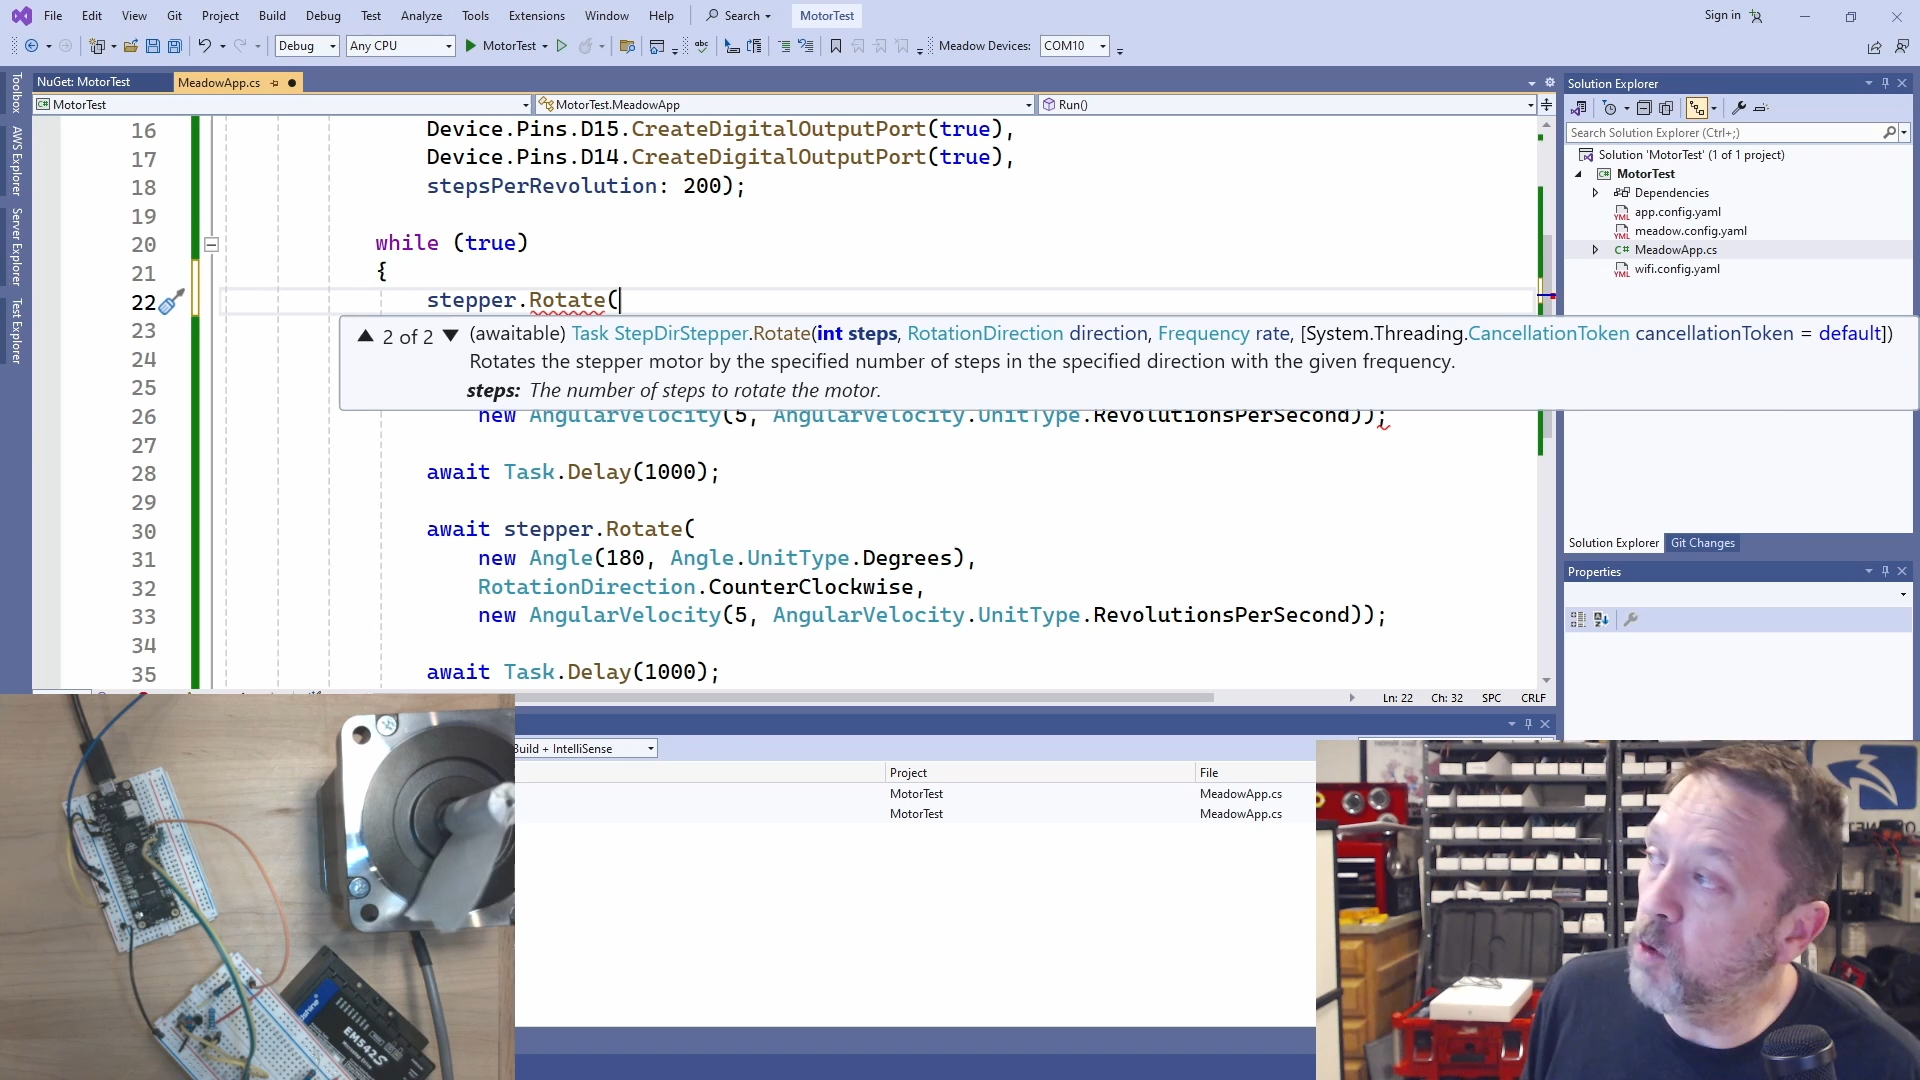 File Edit View Git Project Build Debug Test Analyze Tools Extensions Window Help Search MotorTest Sign in
Debug Any CPU MotorTest Meadow Devices: COM10
NuGet: MotorTest MeadowApp.cs
MotorTest MotorTest.MeadowApp Run()
Toolbox
AWS Explorer
Server Explorer
Test Explorer
16 Device.Pins.D15.CreateDigitalOutputPort(true),
17 Device.Pins.D14.CreateDigitalOutputPort(true),
18 stepsPerRevolution: 200);
19
20 while (true)
21 {
22 stepper.Rotate(
2 of 2 (awaitable) Task StepDirStepper.Rotate(int steps, RotationDirection direction, Frequency rate, [System.Threading.CancellationToken cancellationToken = default])
Rotates the stepper motor by the specified number of steps in the specified direction with the given frequency.
steps: The number of steps to rotate the motor.
23
24
25
26 new AngularVelocity(5, AngularVelocity.UnitType.RevolutionsPerSecond));
27
28 await Task.Delay(1000);
29
30 await stepper.Rotate(
31 new Angle(180, Angle.UnitType.Degrees),
32 RotationDirection.CounterClockwise,
33 new AngularVelocity(5, AngularVelocity.UnitType.RevolutionsPerSecond));
34
35 await Task.Delay(1000);
Ln: 22 Ch: 32 SPC CRLF
Build + IntelliSense
Project File
MotorTest MeadowApp.cs
MotorTest MeadowApp.cs
Solution Explorer
Search Solution Explorer (Ctrl+;)
Solution 'MotorTest' (1 of 1 project)
MotorTest
Dependencies
app.config.yaml
meadow.config.yaml
MeadowApp.cs
wifi.config.yaml
Solution Explorer Git Changes
Properties
EM542S